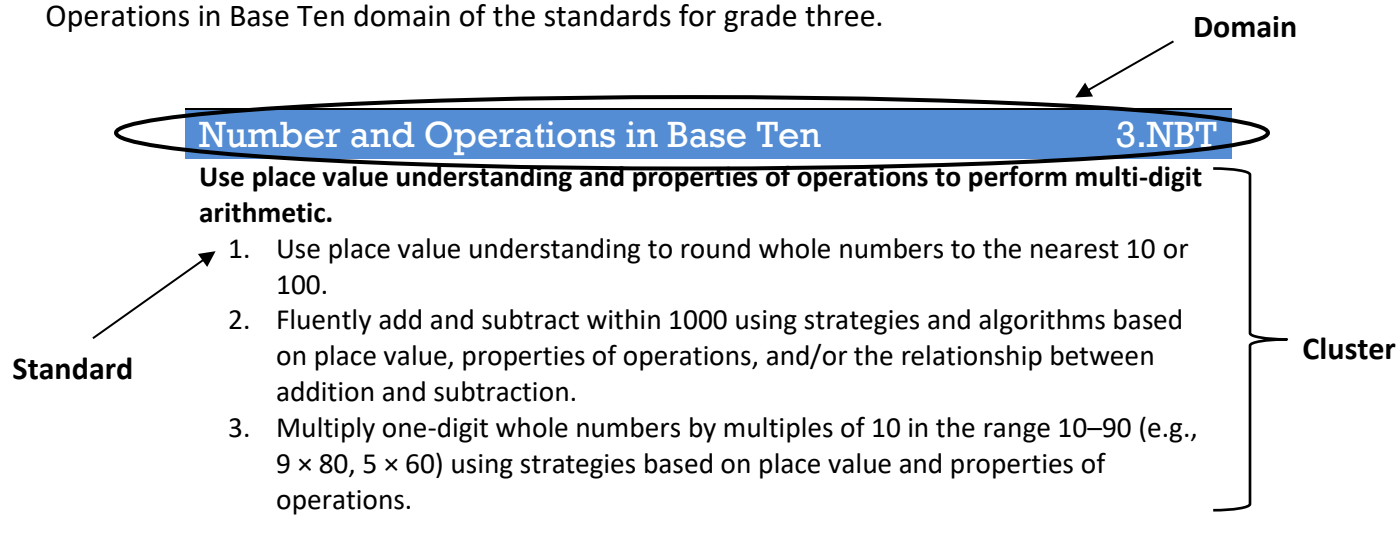 Operations in Base Ten domain of the standards for grade three.
Domain
Number and Operations in Base Ten 3.NBT
Use place value understanding and properties of operations to perform multi-digit
arithmetic.
1. Use place value understanding to round whole numbers to the nearest 10 or
100.
2. Fluently add and subtract within 1000 using strategies and algorithms based
on place value, properties of operations, and/or the relationship between
addition and subtraction.
3. Multiply one-digit whole numbers by multiples of 10 in the range 10–90 (e.g.,
9 × 80, 5 × 60) using strategies based on place value and properties of
operations.
Standard
Cluster